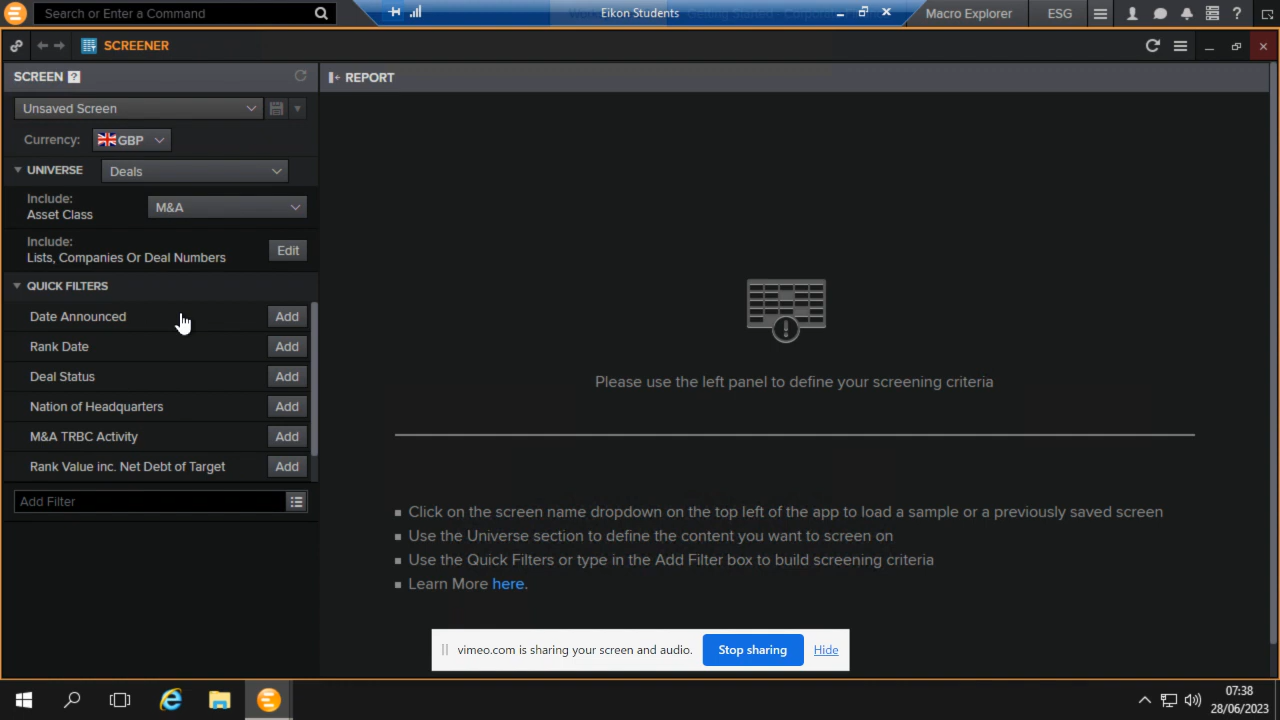 Search or Enter a Command
Eikon Students
Macro Explorer
ESG
SCREENER
SCREEN ?
REPORT
Unsaved Screen
Currency: GBP
UNIVERSE Deals
Include:
Asset Class
M&A
Include:
Lists, Companies Or Deal Numbers
Edit
QUICK FILTERS
Date Announced Add
Rank Date Add
Deal Status Add
Nation of Headquarters Add
M&A TRBC Activity Add
Rank Value inc. Net Debt of Target Add
Add Filter
Please use the left panel to define your screening criteria
Click on the screen name dropdown on the top left of the app to load a sample or a previously saved screen
Use the Universe section to define the content you want to screen on
Use the Quick Filters or type in the Add Filter box to build screening criteria
Learn More here.
vimeo.com is sharing your screen and audio. Stop sharing Hide
07:38
28/06/2023